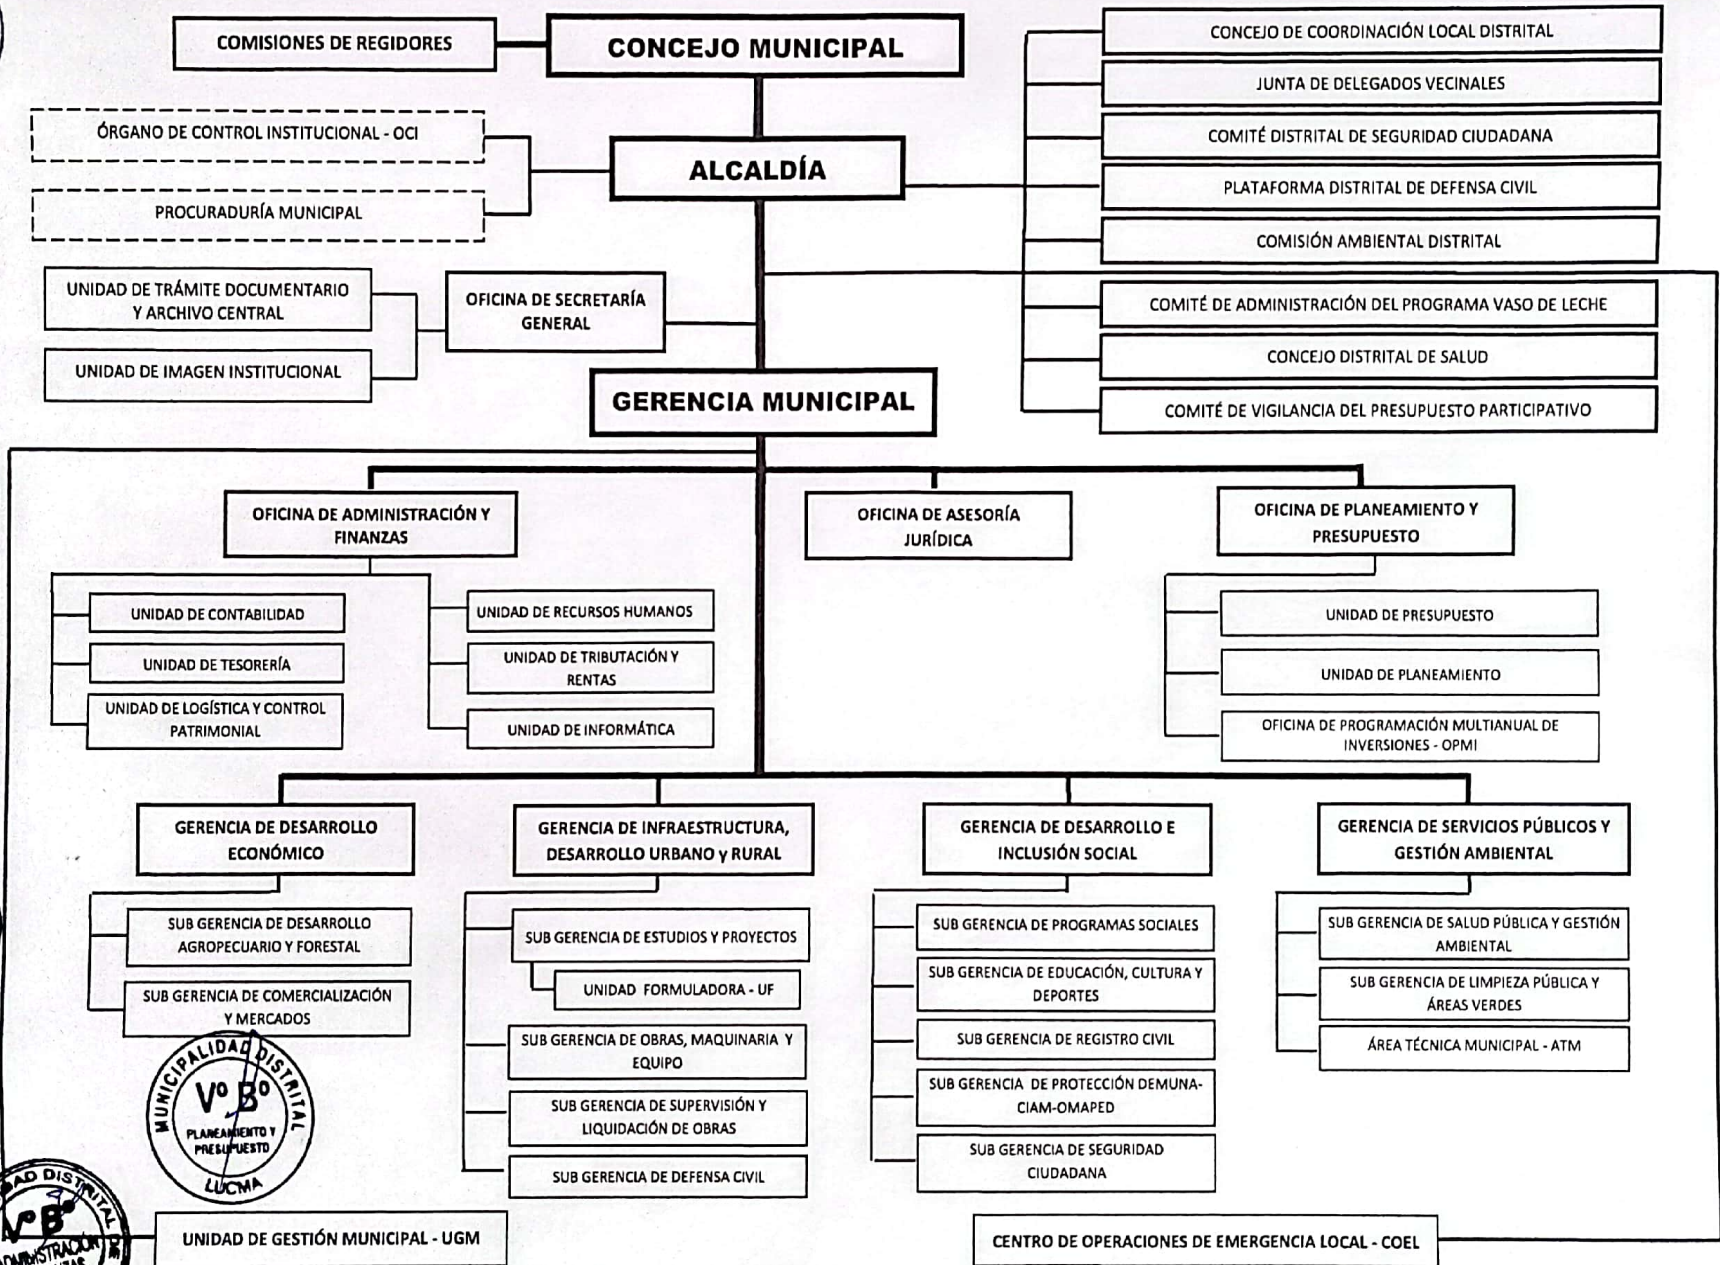 COMISIONES DE REGIDORES
CONCEJO MUNICIPAL
CONCEJO DE COORDINACIÓN LOCAL DISTRITAL
JUNTA DE DELEGADOS VECINALES
ÓRGANO DE CONTROL INSTITUCIONAL - OCI
COMITÉ DISTRITAL DE SEGURIDAD CIUDADANA
ALCALDÍA
PLATAFORMA DISTRITAL DE DEFENSA CIVIL
PROCURADURÍA MUNICIPAL
COMISIÓN AMBIENTAL DISTRITAL
UNIDAD DE TRÁMITE DOCUMENTARIO
Y ARCHIVO CENTRAL
OFICINA DE SECRETARÍA
GENERAL
COMITÉ DE ADMINISTRACIÓN DEL PROGRAMA VASO DE LECHE
UNIDAD DE IMAGEN INSTITUCIONAL
CONCEJO DISTRITAL DE SALUD
GERENCIA MUNICIPAL
COMITÉ DE VIGILANCIA DEL PRESUPUESTO PARTICIPATIVO
OFICINA DE ADMINISTRACIÓN Y
FINANZAS
OFICINA DE ASESORÍA
JURÍDICA
OFICINA DE PLANEAMIENTO Y
PRESUPUESTO
UNIDAD DE CONTABILIDAD
UNIDAD DE TESORERÍA
UNIDAD DE LOGÍSTICA Y CONTROL
PATRIMONIAL
UNIDAD DE RECURSOS HUMANOS
UNIDAD DE TRIBUTACIÓN Y
RENTAS
UNIDAD DE INFORMÁTICA
UNIDAD DE PRESUPUESTO
UNIDAD DE PLANEAMIENTO
OFICINA DE PROGRAMACIÓN MULTIANUAL DE
INVERSIONES - OPMI
GERENCIA DE DESARROLLO
ECONÓMICO
SUB GERENCIA DE DESARROLLO
AGROPECUARIO Y FORESTAL
SUB GERENCIA DE COMERCIALIZACIÓN
Y MERCADOS
GERENCIA DE INFRAESTRUCTURA,
DESARROLLO URBANO y RURAL
SUB GERENCIA DE ESTUDIOS Y PROYECTOS
UNIDAD FORMULADORA - UF
SUB GERENCIA DE OBRAS, MAQUINARIA Y
EQUIPO
SUB GERENCIA DE SUPERVISIÓN Y
LIQUIDACIÓN DE OBRAS
SUB GERENCIA DE DEFENSA CIVIL
GERENCIA DE DESARROLLO E
INCLUSIÓN SOCIAL
SUB GERENCIA DE PROGRAMAS SOCIALES
SUB GERENCIA DE EDUCACIÓN, CULTURA Y
DEPORTES
SUB GERENCIA DE REGISTRO CIVIL
SUB GERENCIA DE PROTECCIÓN DEMUNA-
CIAM-OMAPED
SUB GERENCIA DE SEGURIDAD
CIUDADANA
GERENCIA DE SERVICIOS PÚBLICOS Y
GESTIÓN AMBIENTAL
SUB GERENCIA DE SALUD PÚBLICA Y GESTIÓN
AMBIENTAL
SUB GERENCIA DE LIMPIEZA PÚBLICA Y
ÁREAS VERDES
ÁREA TÉCNICA MUNICIPAL - ATM
MUNICIPALIDAD DISTRITAL
Vº Bº
PLANEAMIENTO Y
PRESUPUESTO
LUCMA
DISTRITAL DE
Vº Bº
UNIDAD DE GESTIÓN MUNICIPAL - UGM
CENTRO DE OPERACIONES DE EMERGENCIA LOCAL - COEL